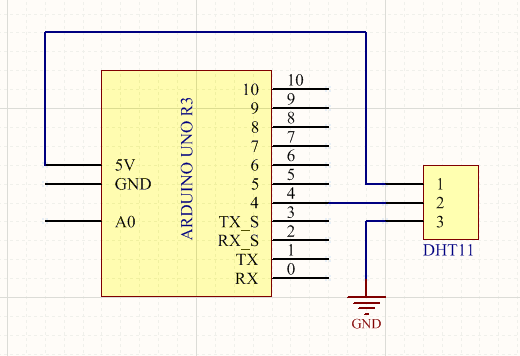 10 10
9 9
8 8
7 7
5V 6 6
GND 5 5 1
4 4 2
A0 TX_S 3 3
RX_S 2
TX 1
RX 0
ARDUINO UNO R3
DHT11
GND